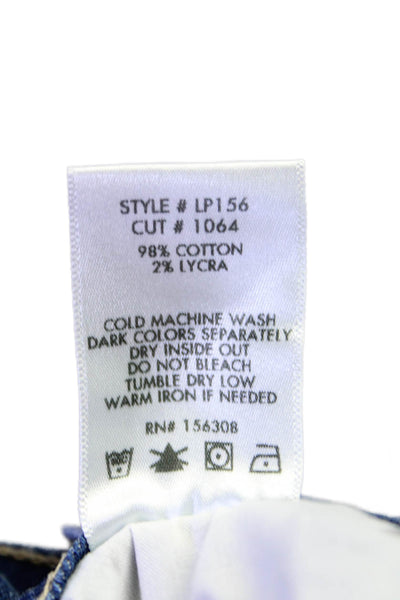 STYLE # LP156
CUT # 1064
98% COTTON
2% LYCRA
COLD MACHINE WASH
DARK COLORS SEPARATELY
DRY INSIDE OUT
DO NOT BLEACH
TUMBLE DRY LOW
WARM IRON IF NEEDED
RN# 156308